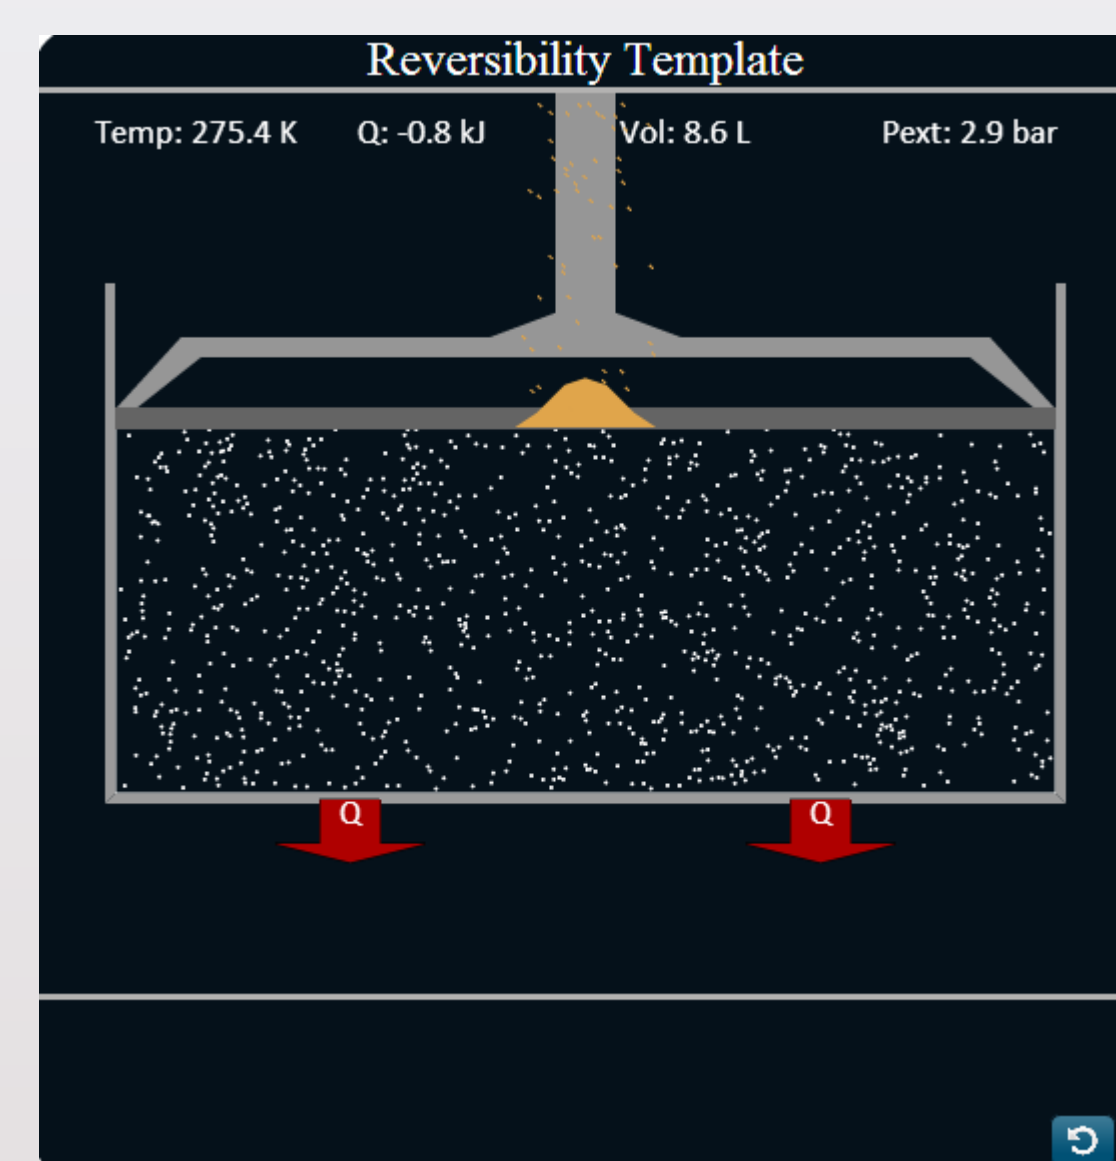 Reversibility Template
Temp: 275.4 K Q: -0.8 kJ Vol: 8.6 L Pext: 2.9 bar
Q Q